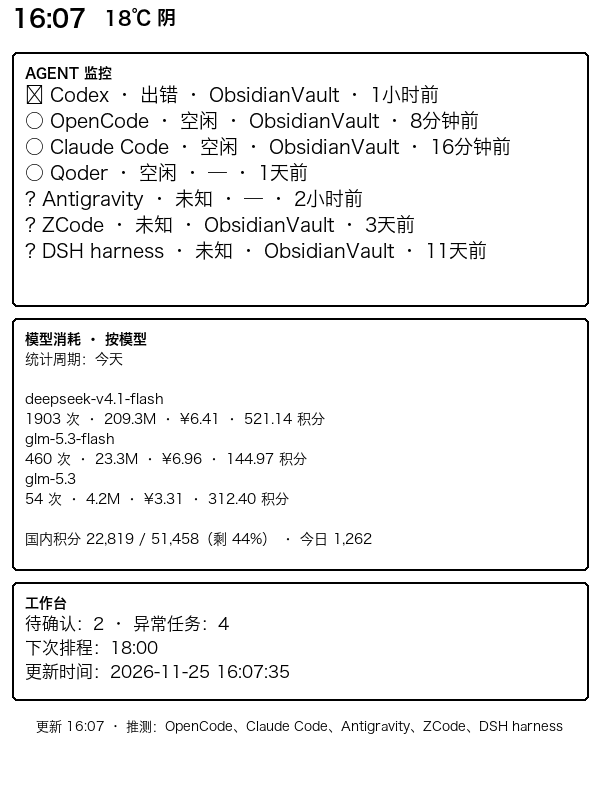 16:07 18℃ 阴
AGENT 监控
☒ Codex · 出错 · ObsidianVault · 1小时前
○ OpenCode · 空闲 · ObsidianVault · 8分钟前
○ Claude Code · 空闲 · ObsidianVault · 16分钟前
○ Qoder · 空闲 · — · 1天前
? Antigravity · 未知 · — · 2小时前
? ZCode · 未知 · ObsidianVault · 3天前
? DSH harness · 未知 · ObsidianVault · 11天前
模型消耗 · 按模型
统计周期：今天
deepseek-v4.1-flash
1903 次 · 209.3M · ¥6.41 · 521.14 积分
glm-5.3-flash
460 次 · 23.3M · ¥6.96 · 144.97 积分
glm-5.3
54 次 · 4.2M · ¥3.31 · 312.40 积分
国内积分 22,819 / 51,458（剩 44%） · 今日 1,262
工作台
待确认：2 · 异常任务：4
下次排程：18:00
更新时间：2026-11-25 16:07:35
更新 16:07 · 推测：OpenCode、Claude Code、Antigravity、ZCode、DSH harness